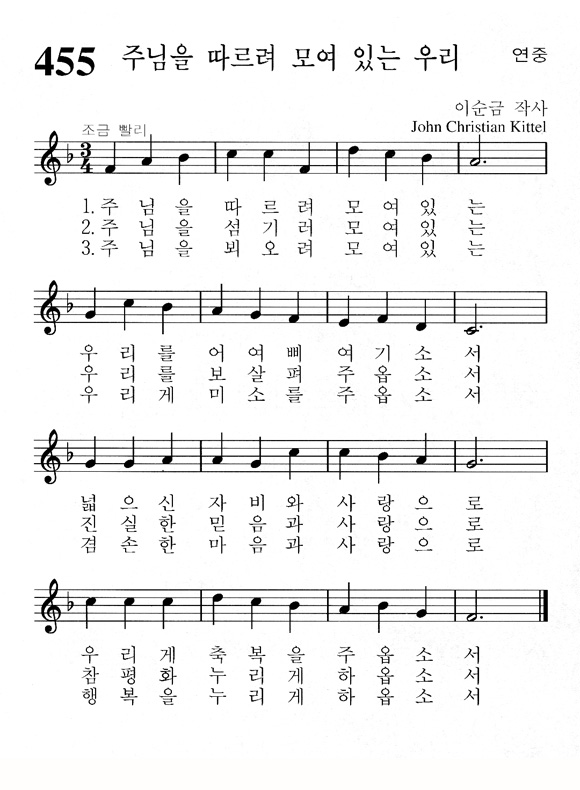 455 주님을 따르려 모여 있는 우리 연중
이순금 작사
조금 빨리 John Christian Kittel
1. 주 님 을 따 르 려 모 여 있 는
2. 주 님 을 섬 기 러 모 여 있 는
3. 주 님 을 뵈 오 려 모 여 있 는
우 리 를 어 여 삐 여 기 소 서
우 리 를 보 살 펴 주 옵 소 서
우 리 게 미 소 를 주 옵 소 서
넓 으 신 자 비 와 사 랑 으 로
진 실 한 믿 음 과 사 랑 으 로
겸 손 한 마 음 과 사 랑 으 로
우 리 게 축 복 을 주 옵 소 서
참 평 화 누 리 게 하 옵 소 서
행 복 을 누 리 게 하 옵 소 서